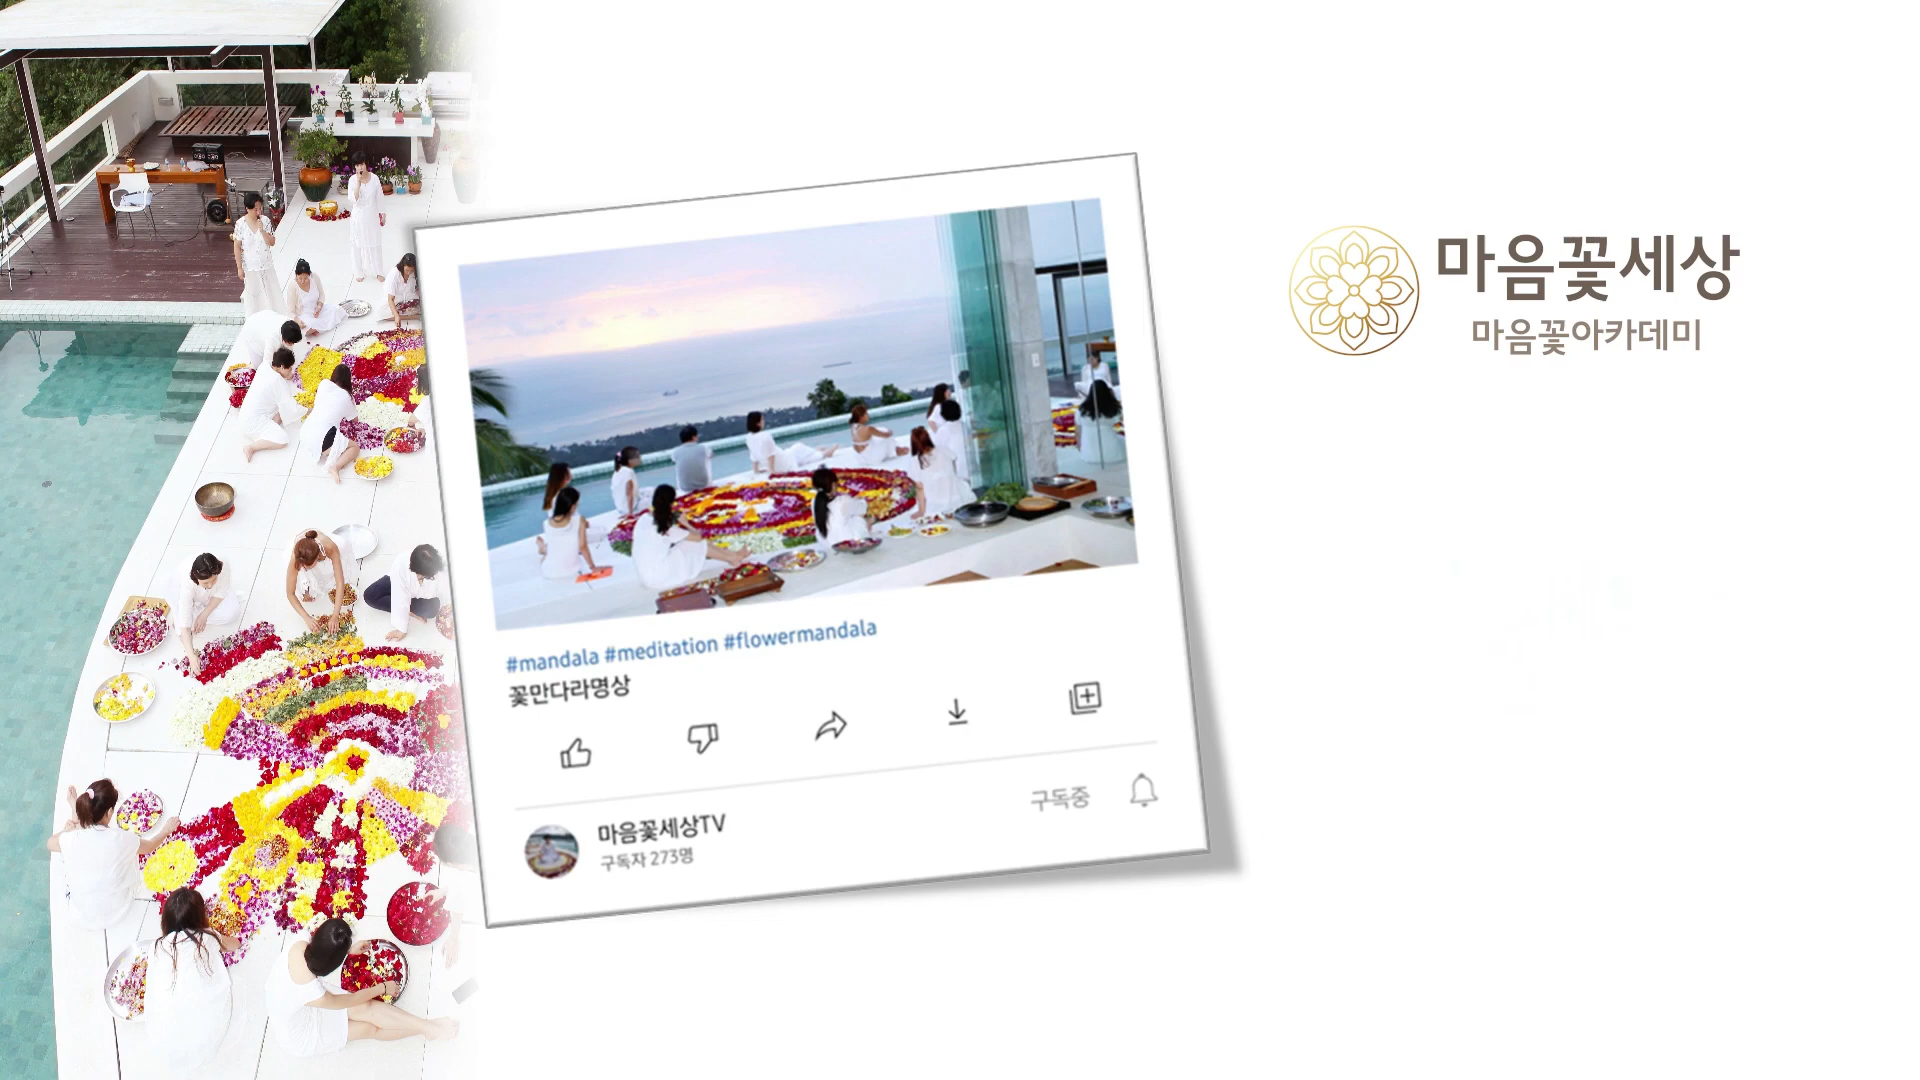 마음꽃세상
마음꽃아카데미
#mandala #meditation #flowermandala
꽃만다라명상
마음꽃세상TV
구독자 273명
구독중